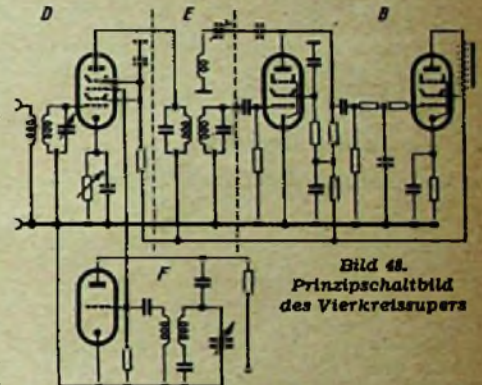 D E B
F
Bild 48.
Prinzipschaltbild
des Vierkreissupers